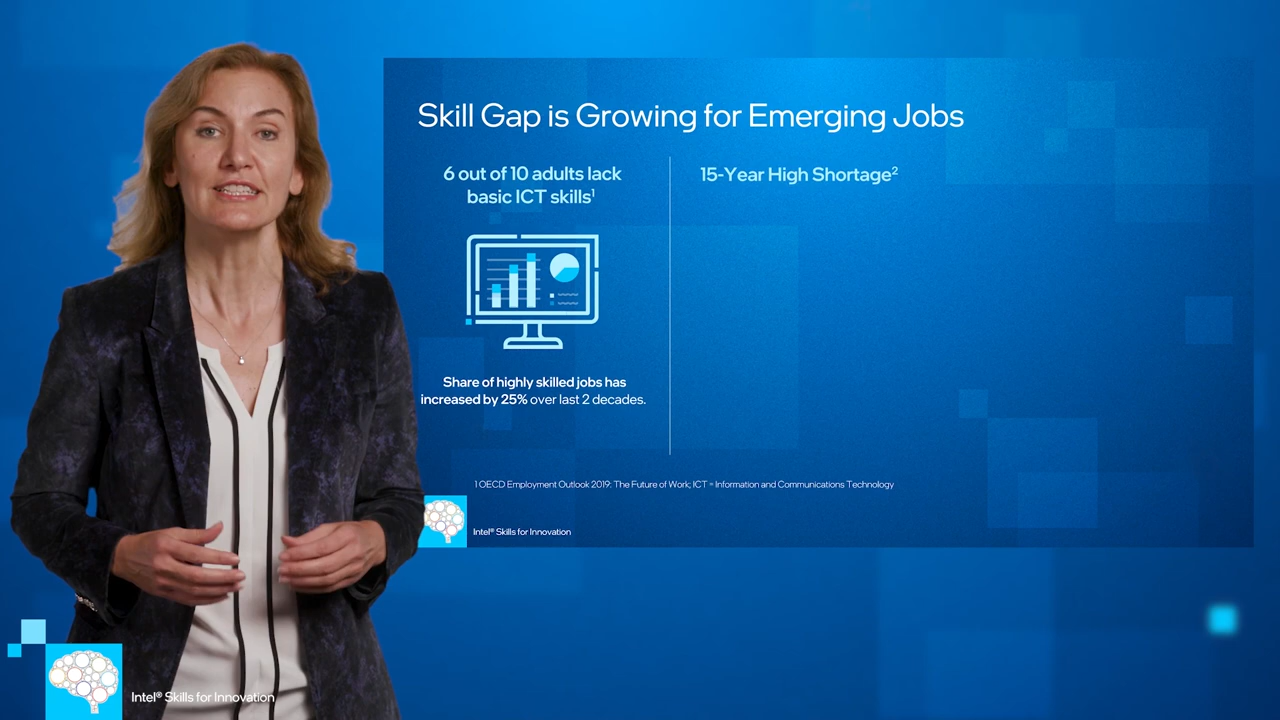 Skill Gap is Growing for Emerging Jobs
6 out of 10 adults lack
basic ICT skills¹
Share of highly skilled jobs has
increased by 25% over last 2 decades.
15-Year High Shortage²
1 OECD Employment Outlook 2019: The Future of Work; ICT = Information and Communications Technology
Intel® Skills for Innovation
Intel® Skills for Innovation